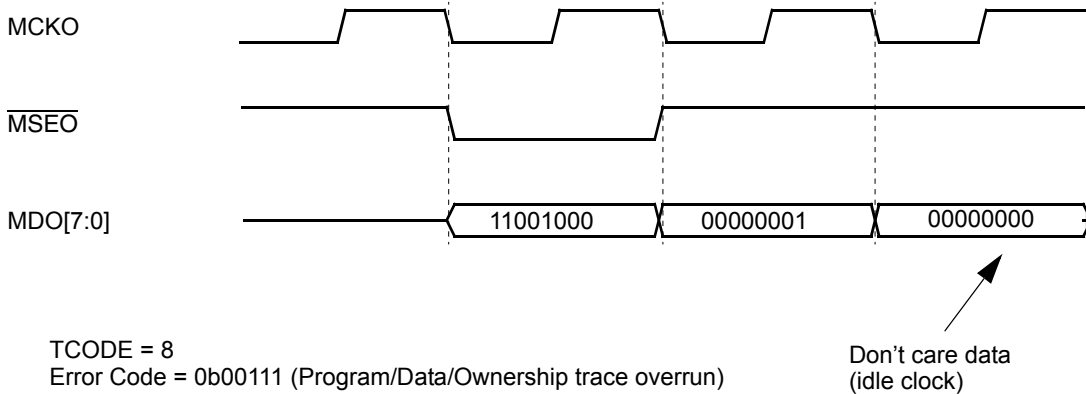 MCKO
MSEO
MDO[7:0]
11001000
00000001
00000000
TCODE = 8
Error Code = 0b00111 (Program/Data/Ownership trace overrun)
Don't care data
(idle clock)